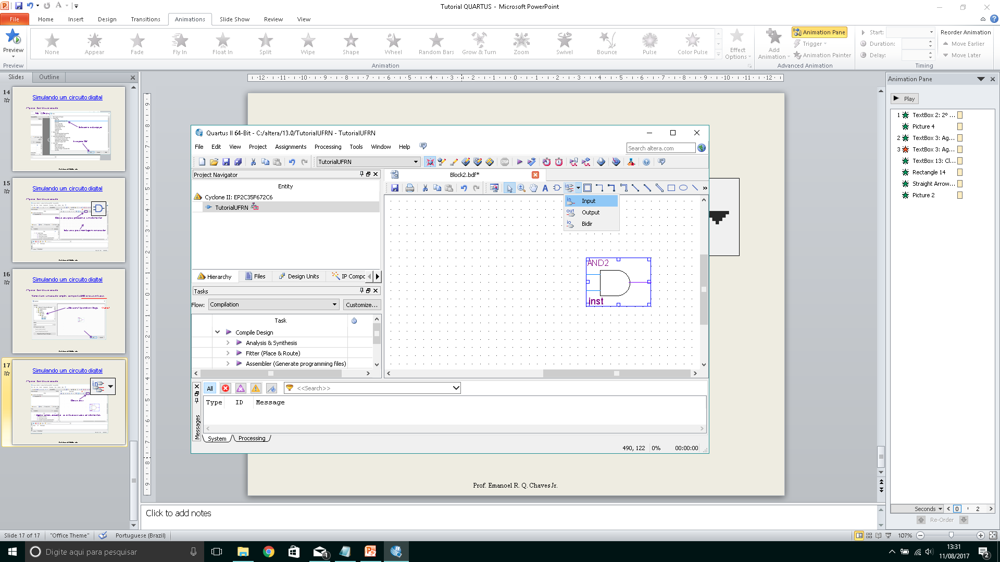 Tutorial QUARTUS - Microsoft PowerPoint
File Home Insert Design Transitions Animations Slide Show Review View
Preview
None Appear Fade Fly In Float In Split Wipe Shape Wheel Random Bars Grow & Turn Zoom Swivel Bounce Pulse Color Pulse
Effect Options
Add Animation
Animation Pane
Trigger
Animation Painter
Start:
Duration:
Delay:
Reorder Animation
Move Earlier
Move Later
Preview Animation Advanced Animation Timing
Slides Outline
14
Simulando um circuito digital
15
Simulando um circuito digital
16
Simulando um circuito digital
17
Simulando um circuito digital
Quartus II 64-Bit - C:/altera/13.0/TutorialUFRN - TutorialUFRN
File Edit View Project Assignments Processing Tools Window Help
Search altera.com
TutorialUFRN
Project Navigator
Entity
Cyclone II: EP2C35F672C6
TutorialUFRN
Hierarchy Files Design Units IP Compo
Tasks
Flow: Compilation Customize...
Task
Compile Design
Analysis & Synthesis
Fitter (Place & Route)
Assembler (Generate programming files)
Block2.bdf*
in Input
out Output
io Bidir
AND2
inst
All <<Search>>
Type ID Message
Messages
System Processing
490, 122 0% 00:00:00
Prof. Emanoel R. Q. Chaves Jr.
Click to add notes
Animation Pane
Play
1 TextBox 2: 2º ...
Picture 4
2 TextBox 3: Ag...
3 TextBox 3: Ag...
TextBox 13: Cl...
Rectangle 14
Straight Arrow...
Picture 2
Seconds 0 2
Re-Order
Slide 17 of 17 "Office Theme" Portuguese (Brazil) 107%
Digite aqui para pesquisar
1
13:31
11/08/2017
2